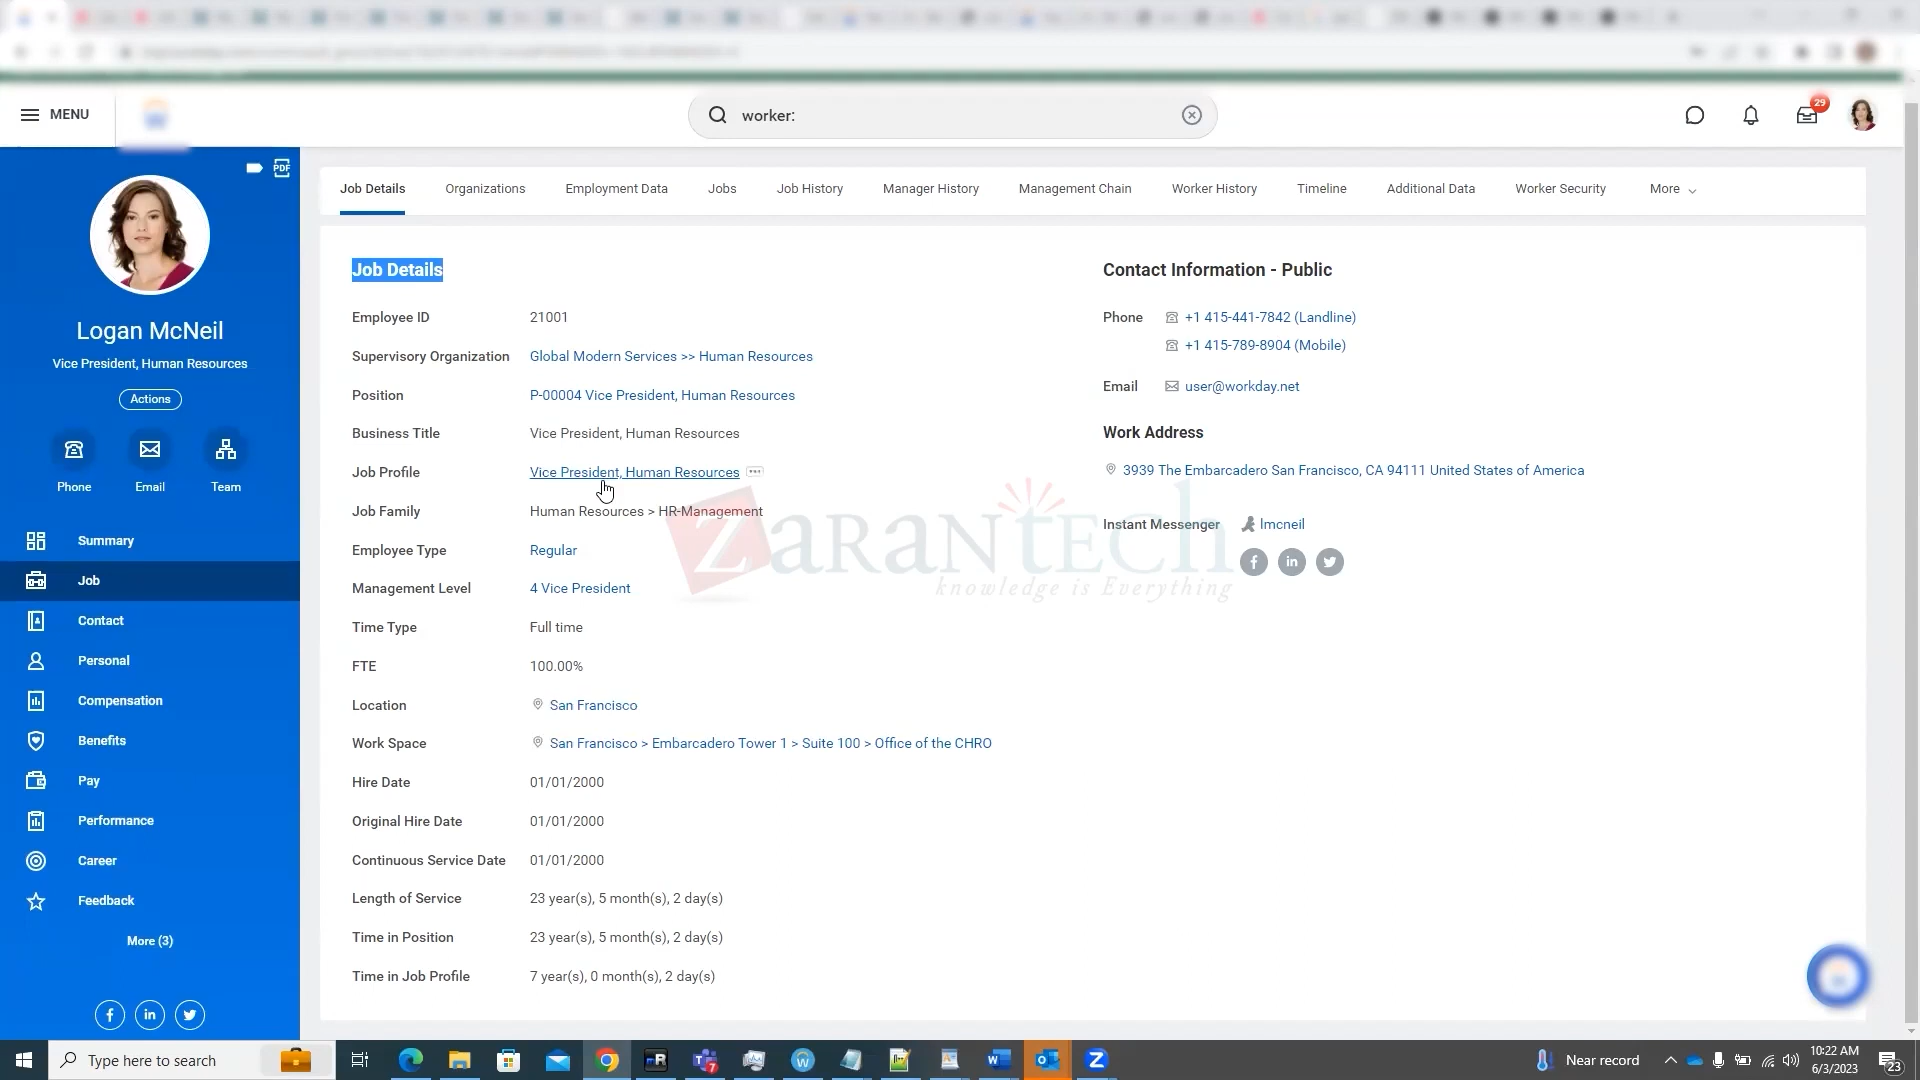 MENU
worker:
29
PDF
Logan McNeil
Vice President, Human Resources
Actions
Phone
Email
Team
Summary
Job
Contact
Personal
Compensation
Benefits
Pay
Performance
Career
Feedback
More (3)
Job Details
Organizations
Employment Data
Jobs
Job History
Manager History
Management Chain
Worker History
Timeline
Additional Data
Worker Security
More
Job Details
Employee ID 21001
Supervisory Organization Global Modern Services >> Human Resources
Position P-00004 Vice President, Human Resources
Business Title Vice President, Human Resources
Job Profile Vice President, Human Resources
Job Family Human Resources > HR-Management
Employee Type Regular
Management Level 4 Vice President
Time Type Full time
FTE 100.00%
Location San Francisco
Work Space San Francisco > Embarcadero Tower 1 > Suite 100 > Office of the CHRO
Hire Date 01/01/2000
Original Hire Date 01/01/2000
Continuous Service Date 01/01/2000
Length of Service 23 year(s), 5 month(s), 2 day(s)
Time in Position 23 year(s), 5 month(s), 2 day(s)
Time in Job Profile 7 year(s), 0 month(s), 2 day(s)
Contact Information - Public
Phone +1 415-441-7842 (Landline)
+1 415-789-8904 (Mobile)
Email user@workday.net
Work Address
3939 The Embarcadero San Francisco, CA 94111 United States of America
Instant Messenger lmcneil
ZaranTech
knowledge is Everything
Type here to search
Near record
10:22 AM
6/3/2023
23